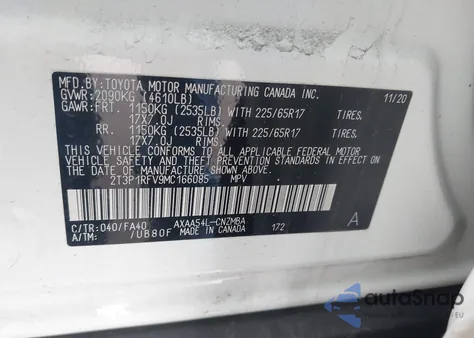 MFD.BY:TOYOTA MOTOR MANUFACTURING CANADA INC.
GVWR:2090KG (4610LB) 11/20
GAWR:FRT. 1150KG (2535LB) WITH 225/65R17 TIRES,
17X7.0J RIMS.
RR. 1150KG (2535LB) WITH 225/65R17 TIRES,
17X7.0J RIMS.
THIS VEHICLE CONFORMS TO ALL APPLICABLE FEDERAL MOTOR
VEHICLE SAFETY, BUMPER, AND THEFT PREVENTION STANDARDS
IN EFFECT ON THE DATE OF MANUFACTURE SHOWN ABOVE.
2T3P1RFV9MC166085 MPV
C/TR:040/FA40 AXAA54L-CNZMBA A
A/TM: /UB80F MADE IN CANADA 172
autoSnap